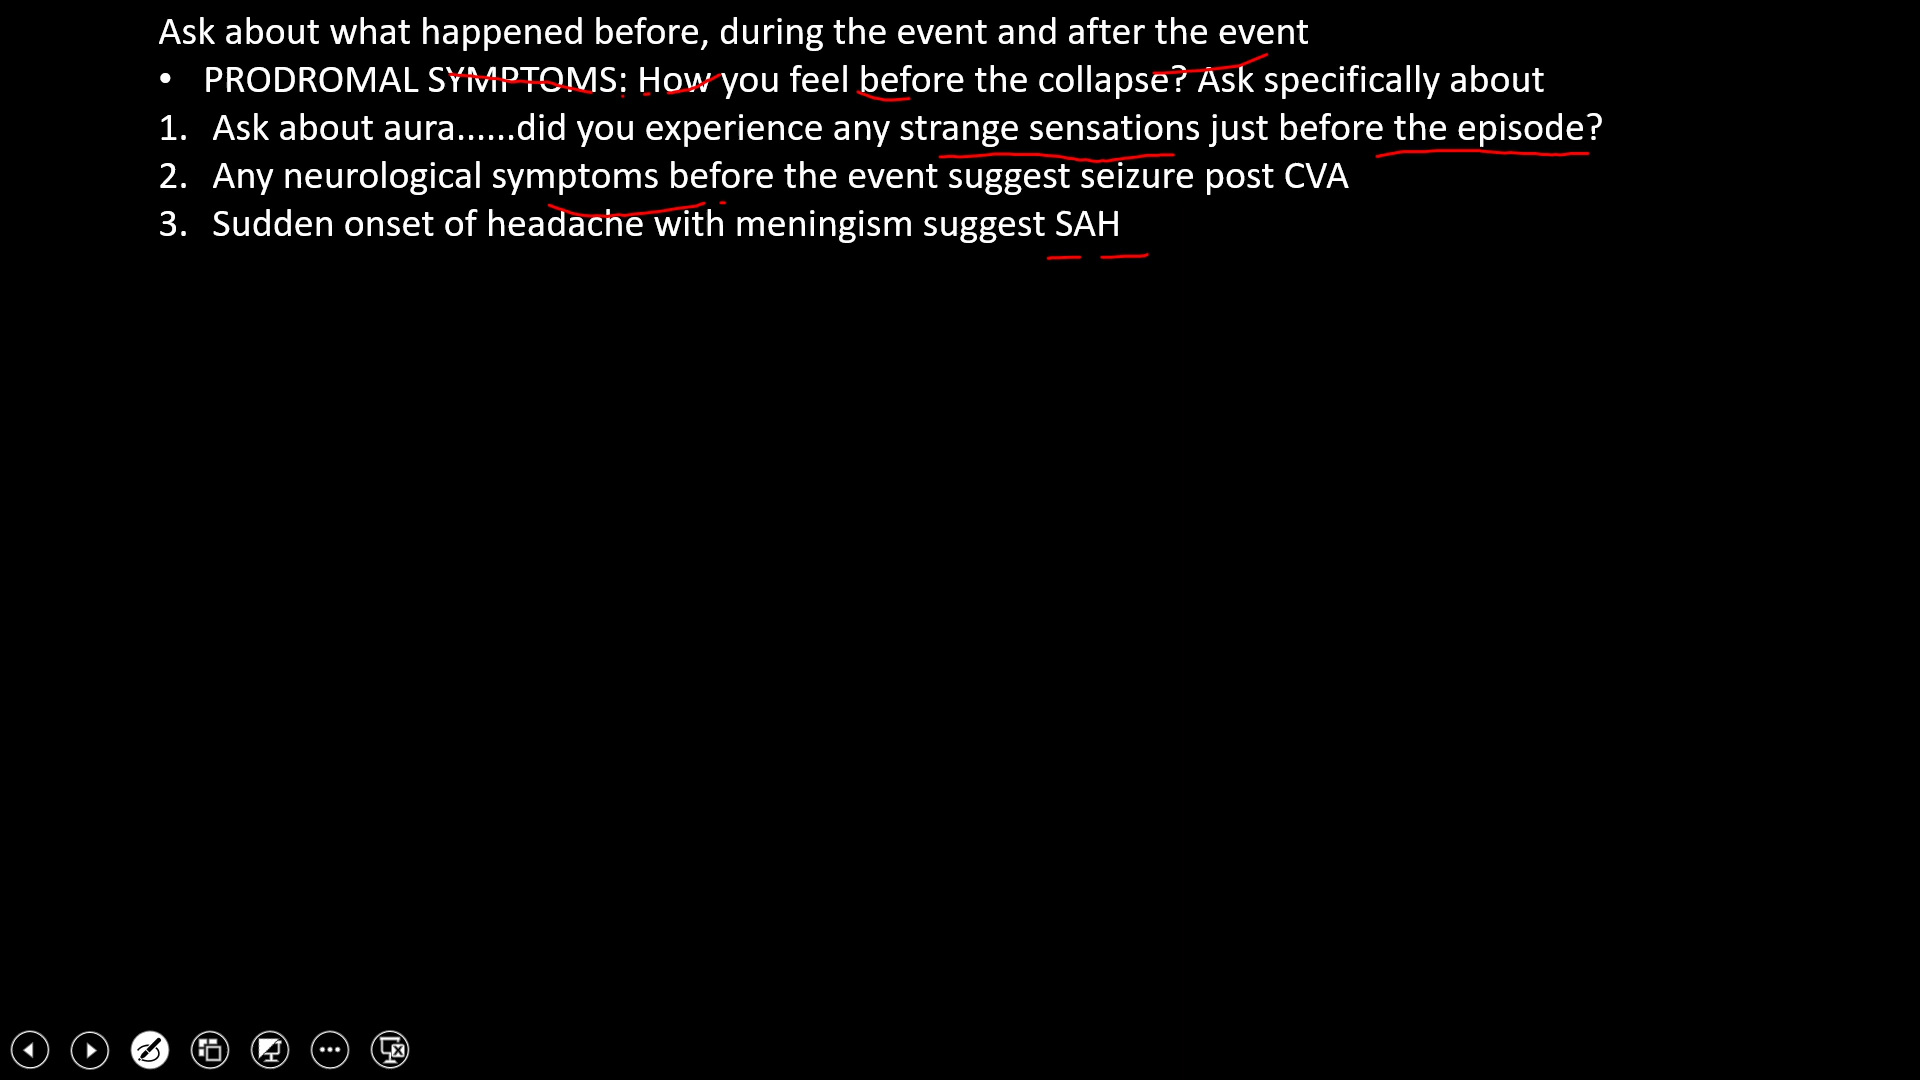 Ask about what happened before, during the event and after the event
• PRODROMAL SYMPTOMS: How you feel before the collapse? Ask specifically about
1. Ask about aura......did you experience any strange sensations just before the episode?
2. Any neurological symptoms before the event suggest seizure post CVA
3. Sudden onset of headache with meningism suggest SAH